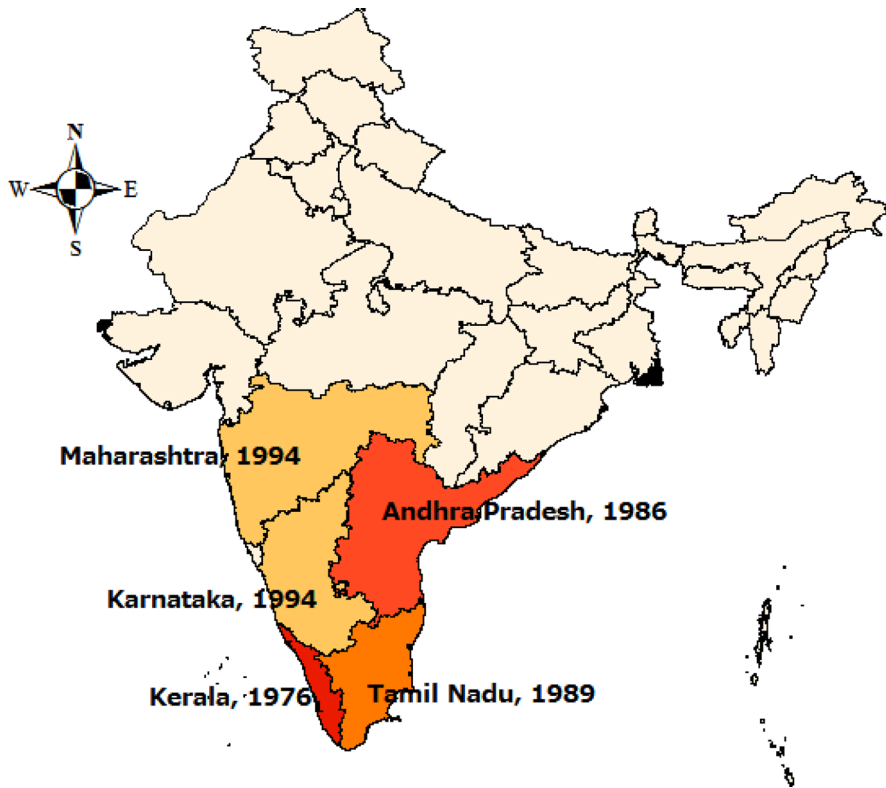 N
W E
S
Maharashtra, 1994
Andhra Pradesh, 1986
Karnataka, 1994
Kerala, 1976
Tamil Nadu, 1989